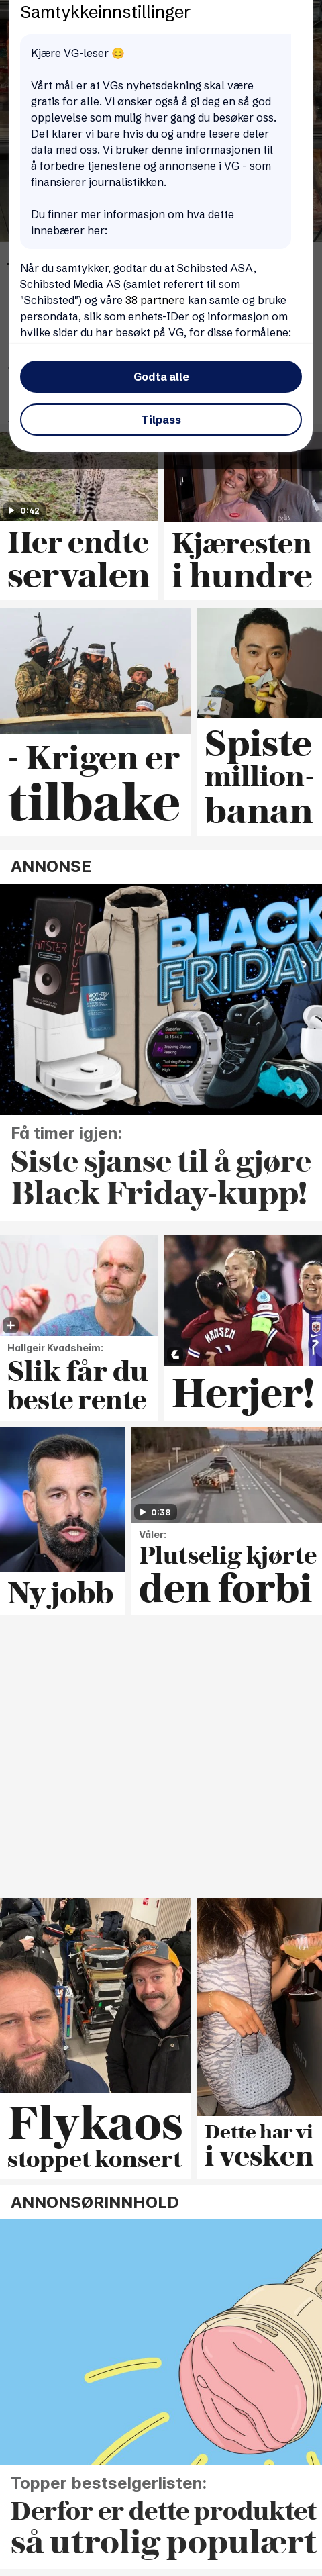 Samtykkeinnstillinger
Kjære VG-leser 😊
Vårt mål er at VGs nyhetsdekning skal være
gratis for alle. Vi ønsker også å gi deg en så god
opplevelse som mulig hver gang du besøker oss.
Det klarer vi bare hvis du og andre lesere deler
data med oss. Vi bruker denne informasjonen til
å forbedre tjenestene og annonsene i VG - som
finansierer journalistikken.
Du finner mer informasjon om hva dette
innebærer her:
Når du samtykker, godtar du at Schibsted ASA,
Schibsted Media AS (samlet referert til som
"Schibsted") og våre 38 partnere kan samle og bruke
persondata, slik som enhets-IDer og informasjon om
hvilke sider du har besøkt på VG, for disse formålene:
Godta alle
Tilpass
0:42
Her endte
servalen
Kjæresten
i hundre
- Krigen er
tilbake
Spiste
million-
banan
ANNONSE
HITSTER
HITSTER
BIOTHERM
HOMME
BLACK
FRIDAY
Få timer igjen:
Siste sjanse til å gjøre
Black Friday-kupp!
Hallgeir Kvadsheim:
Slik får du
beste rente
HANSEN
Herjer!
Ny jobb
0:38
Våler:
Plutselig kjørte
den forbi
Flykaos
stoppet konsert
Dette har vi
i vesken
ANNONSØRINNHOLD
Topper bestselgerlisten:
Derfor er dette produktet
så utrolig populært